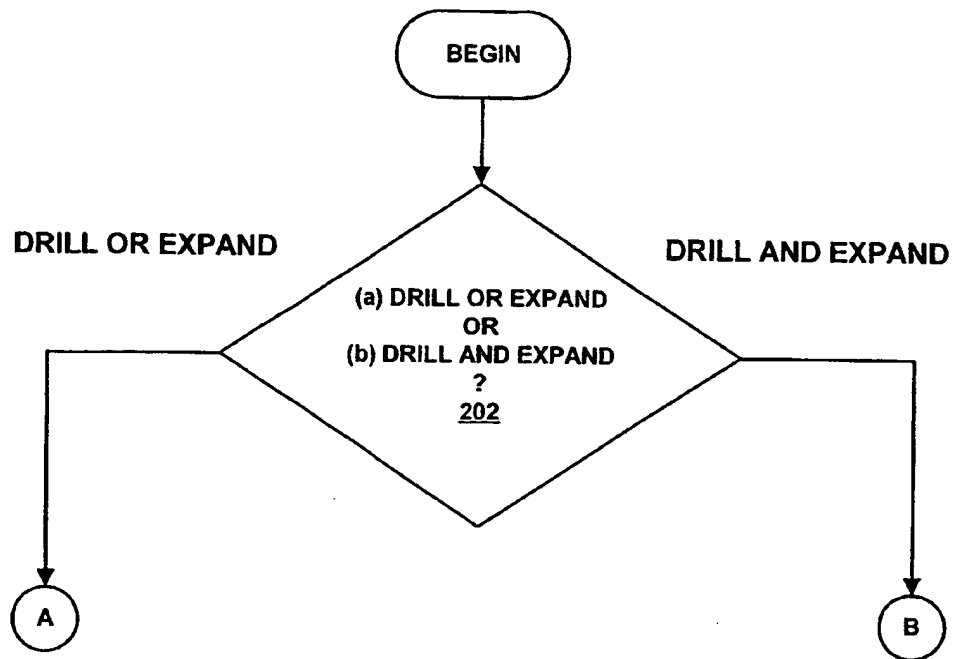 BEGIN
DRILL OR EXPAND
DRILL AND EXPAND
(a) DRILL OR EXPAND
OR
(b) DRILL AND EXPAND
?
202
A
B